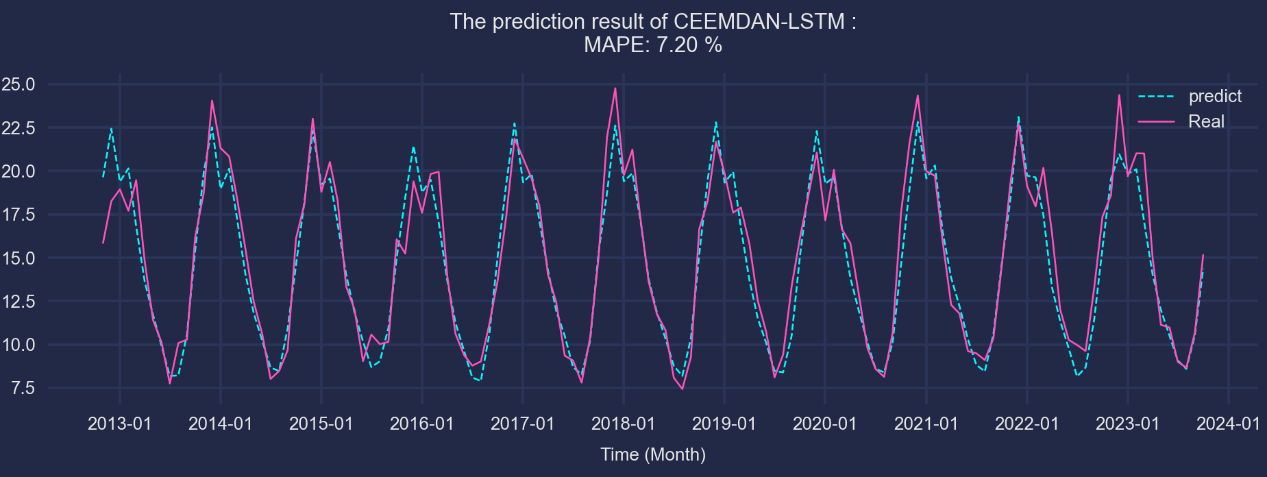 The prediction result of CEEMDAN-LSTM :
MAPE: 7.20 %
25.0
22.5
20.0
17.5
15.0
12.5
10.0
7.5
predict
Real
2013-01 2014-01 2015-01 2016-01 2017-01 2018-01 2019-01 2020-01 2021-01 2022-01 2023-01 2024-01
Time (Month)